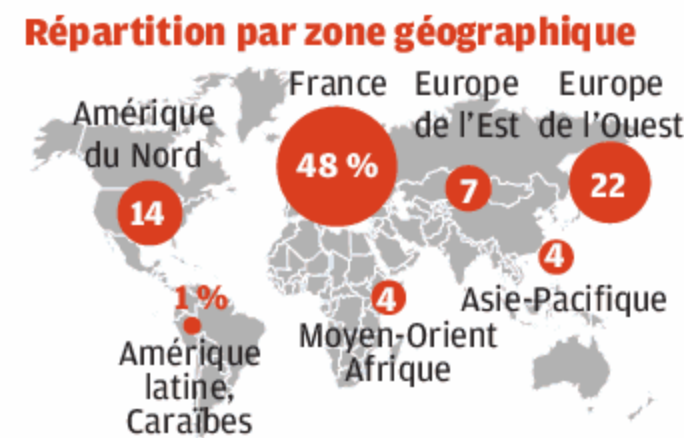 Répartition par zone géographique
France
Europe
de l'Est
Europe
de l'Ouest
Amérique
du Nord
48 %
7
22
14
4
Asie-Pacifique
1 %
4
Moyen-Orient
Afrique
Amérique
latine,
Caraïbes